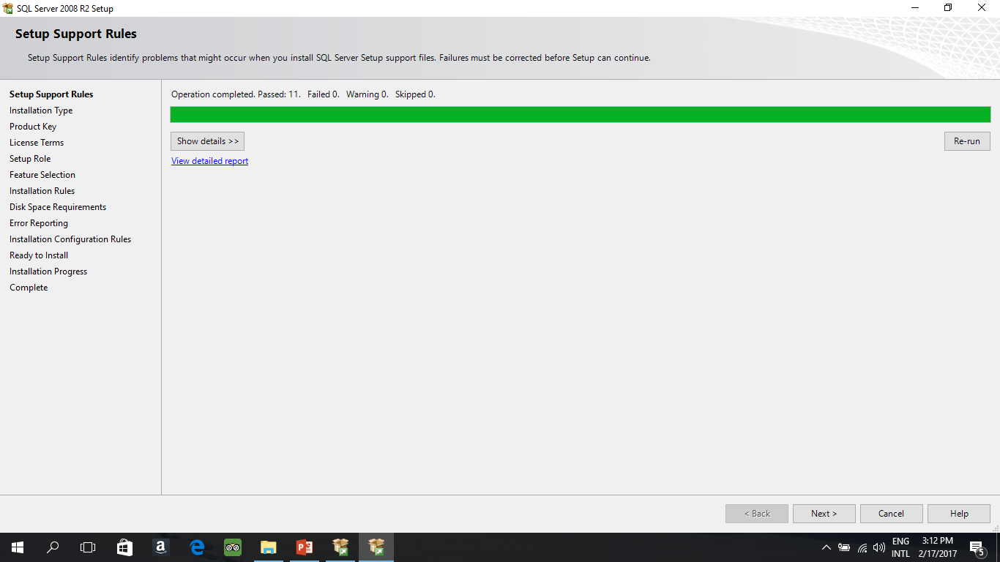 SQL Server 2008 R2 Setup
Setup Support Rules
Setup Support Rules identify problems that might occur when you install SQL Server Setup support files. Failures must be corrected before Setup can continue.
Setup Support Rules
Installation Type
Product Key
License Terms
Setup Role
Feature Selection
Installation Rules
Disk Space Requirements
Error Reporting
Installation Configuration Rules
Ready to Install
Installation Progress
Complete
Operation completed. Passed: 11.   Failed 0.   Warning 0.   Skipped 0.
Show details >>
Re-run
View detailed report
< Back
Next >
Cancel
Help
ENG
INTL
3:12 PM
2/17/2017
5